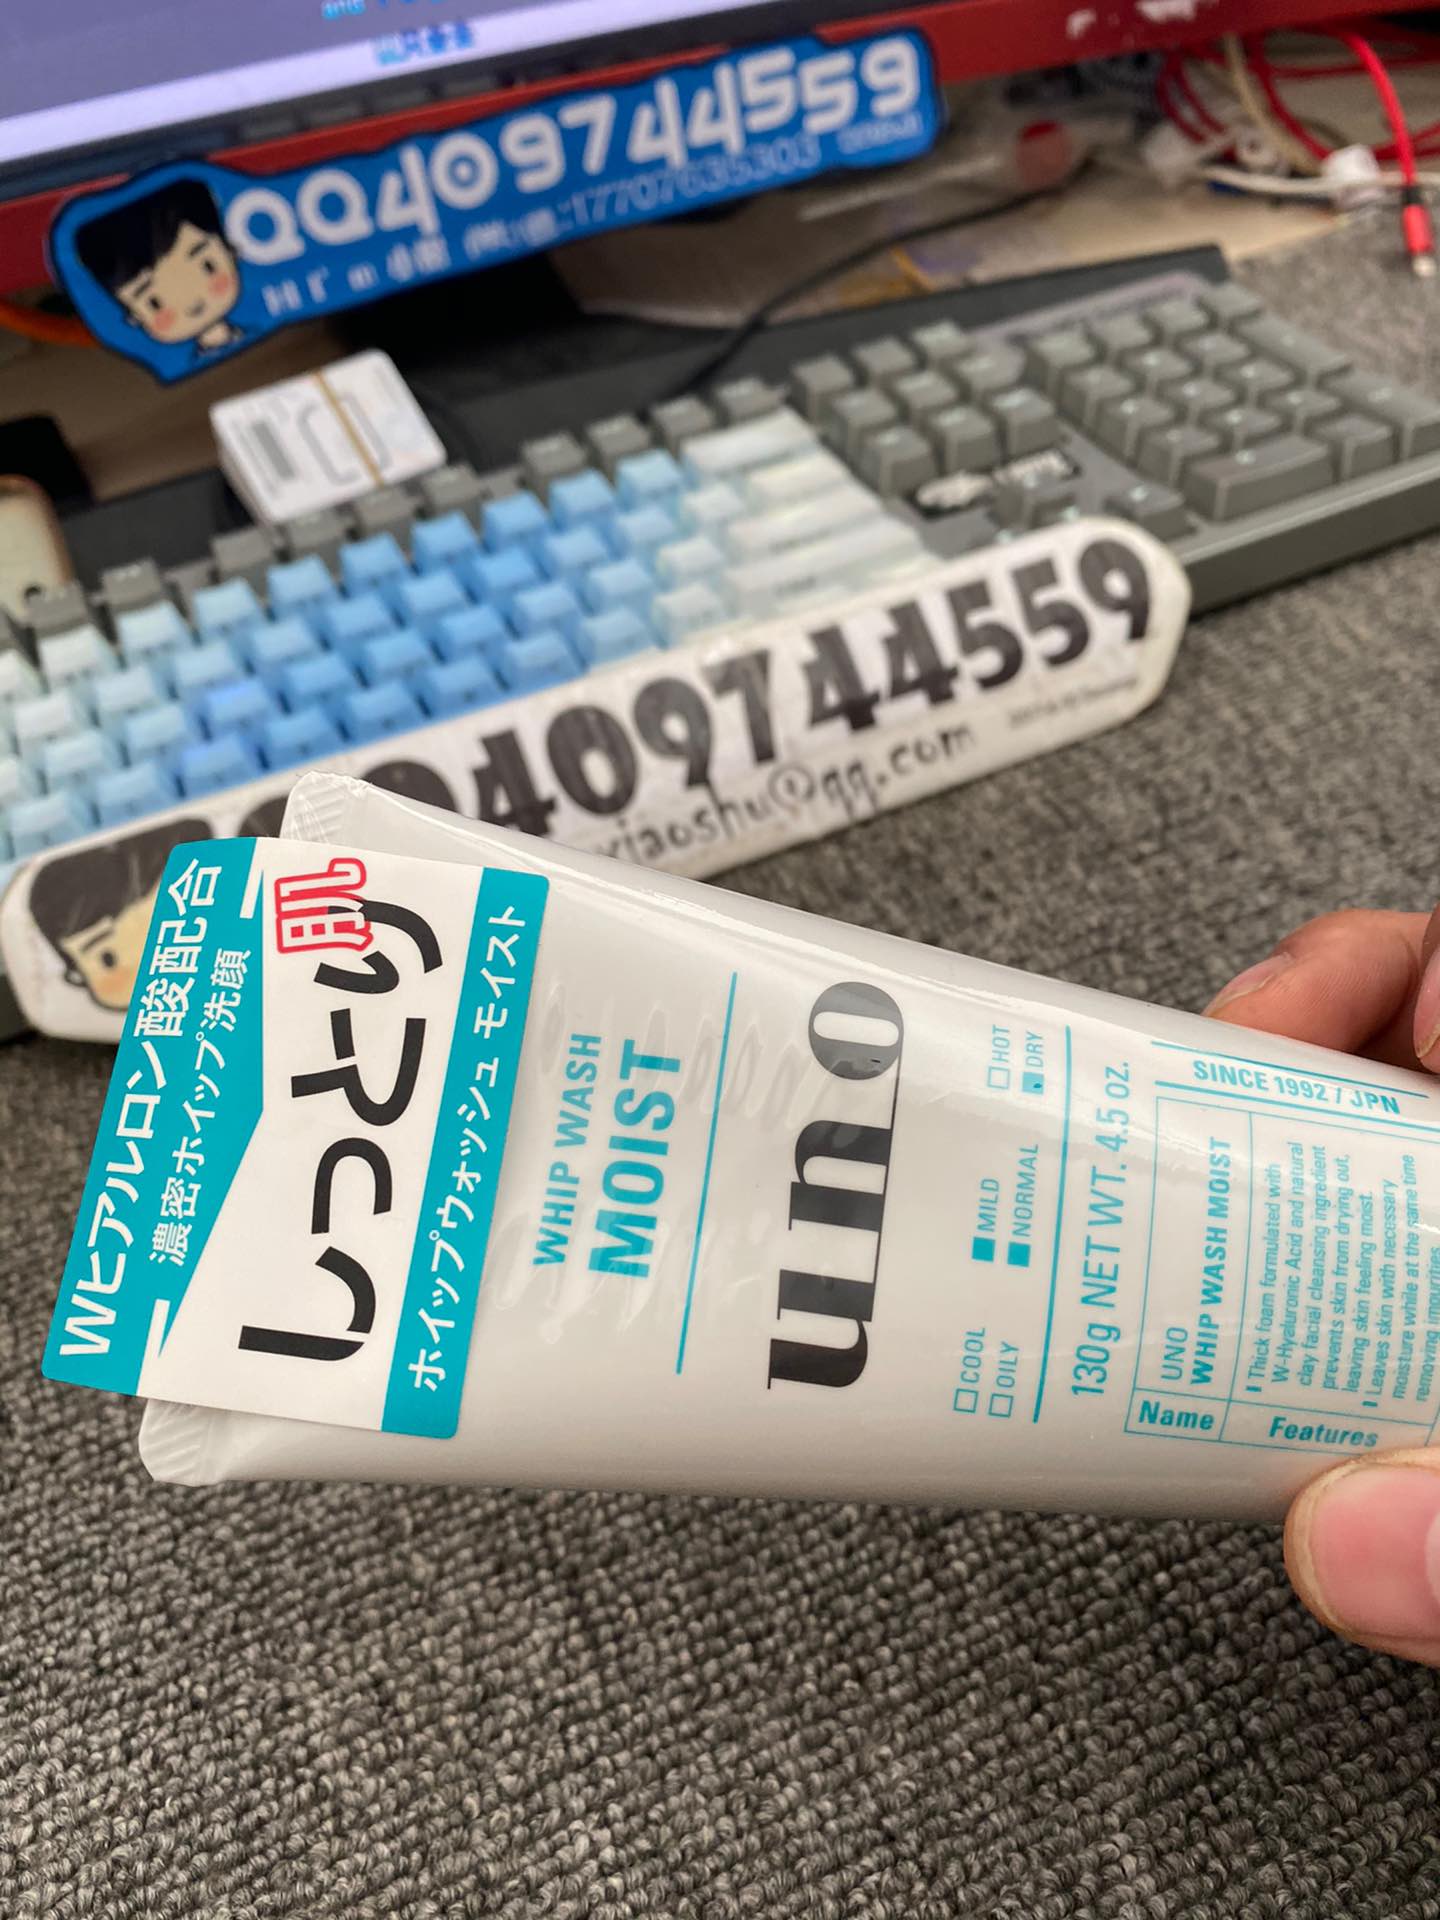 and
QQ409744559
微信:17707635303
409744559
xiaoshu@qq.com
Wヒアルロン酸配合
濃密ホイップ洗顔
しっとり肌
ホイップウォッシュ モイスト
WHIP WASH
MOIST
uno
□COOL ■MILD □HOT
□OILY ■NORMAL ■DRY
130g NET WT. 4.5 OZ.
SINCE 1992 / JPN
Name
UNO
WHIP WASH MOIST
Features
Thick foam formulated with
W-Hyaluronic Acid and natural
clay facial cleansing ingredient
prevents skin from drying out,
leaving skin feeling moist.
Leaves skin with necessary
moisture while at the same time
removing impurities